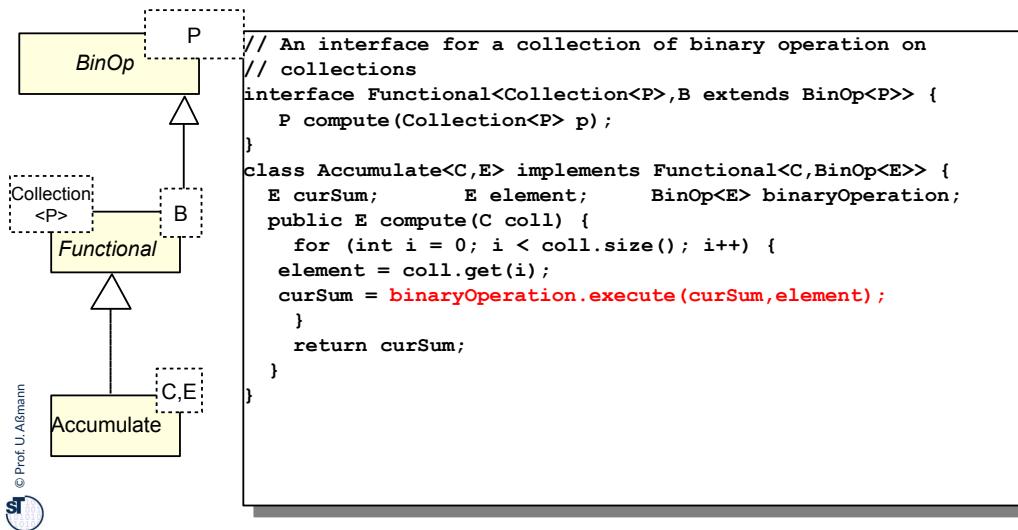 P
BinOp
Collection
<P>
B
Functional
C,E
Accumulate
// An interface for a collection of binary operation on
// collections
interface Functional<Collection<P>,B extends BinOp<P>> {
P compute(Collection<P> p);
}
class Accumulate<C,E> implements Functional<C,BinOp<E>> {
E curSum; E element; BinOp<E> binaryOperation;
public E compute(C coll) {
for (int i = 0; i < coll.size(); i++) {
element = coll.get(i);
curSum = binaryOperation.execute(curSum,element);
}
return curSum;
}
}
© Prof. U. Aßmann
ST